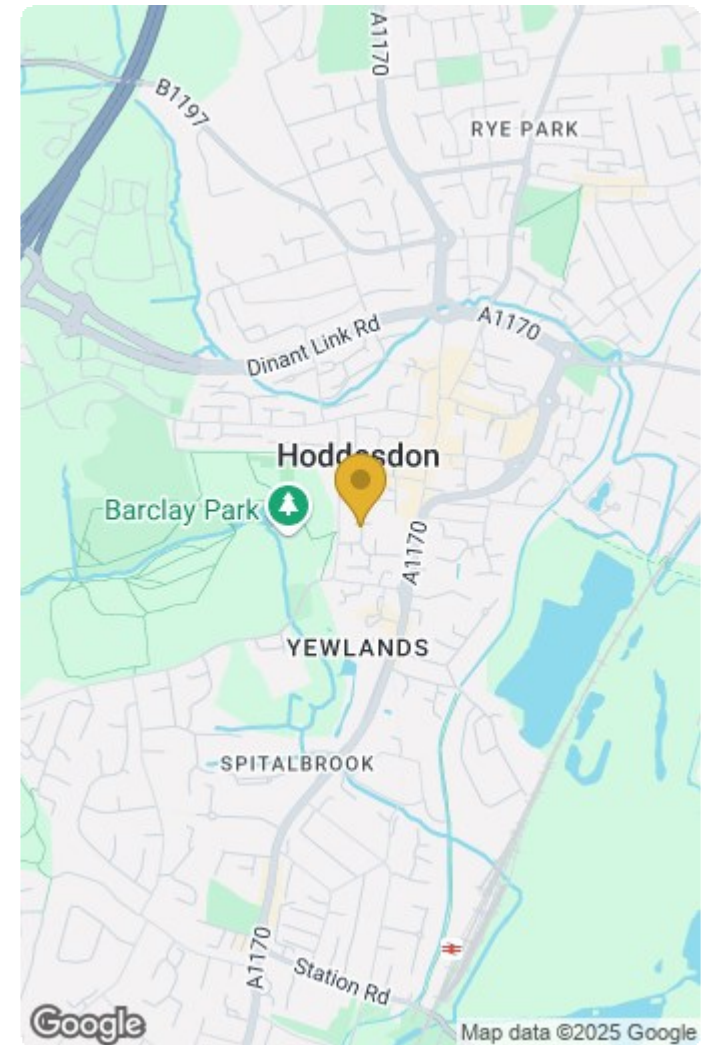 A1170
B1197
RYE PARK
Dinant Link Rd
A1170
Hoddesdon
Barclay Park
A1170
YEWLANDS
SPITALBROOK
A1170
Station Rd
Google
Map data ©2025 Google